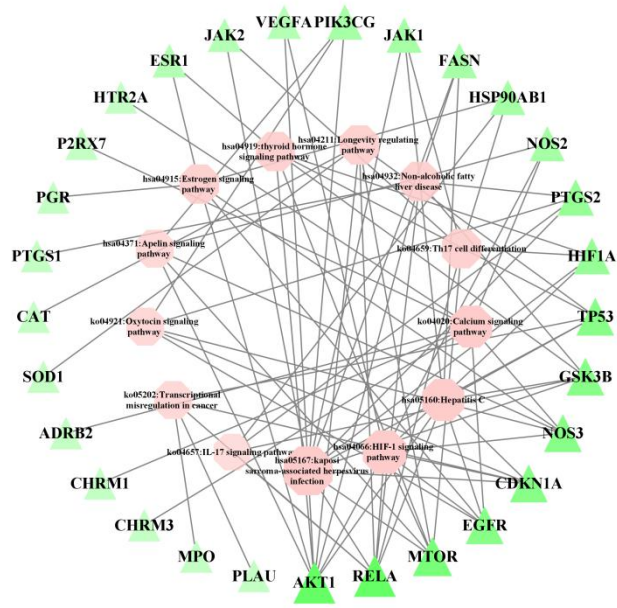 VEGFA
PIK3CG
JAK2
JAK1
ESR1
FASN
HTR2A
HSP90AB1
P2RX7
NOS2
PGR
PTGS2
PTGS1
HIF1A
CAT
TP53
SOD1
GSK3B
ADRB2
NOS3
CHRM1
CDKN1A
CHRM3
EGFR
MPO
MTOR
PLAU
RELA
AKT1
hsa04919:thyroid hormone
signaling pathway
hsa04211:Longevity regulating
pathway
hsa04915:Estrogen signaling
pathway
hsa04932:Non-alcoholic fatty
liver disease
hsa04371:Apelin signaling
pathway
ko04659:Th17 cell differentiation
ko04921:Oxytocin signaling
pathway
ko04020:Calcium signaling
pathway
ko05202:Transcriptional
misregulation in cancer
hsa05160:Hepatitis C
ko04657:IL-17 signaling pathway
hsa04066:HIF-1 signaling
pathway
hsa05167:kaposi
sarcoma-associated herpesvirus
infection